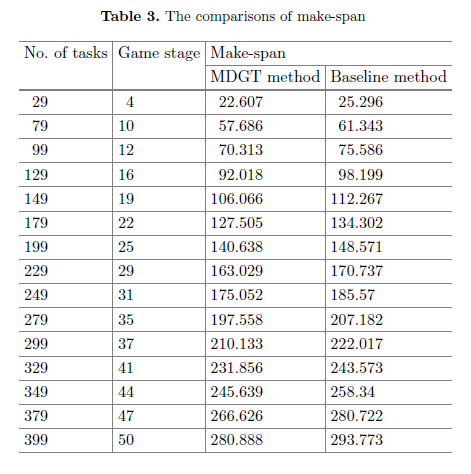 Table 3. The comparisons of make-span
No. of tasks Game stage Make-span
MDGT method Baseline method
29 4 22.607 25.296
79 10 57.686 61.343
99 12 70.313 75.586
129 16 92.018 98.199
149 19 106.066 112.267
179 22 127.505 134.302
199 25 140.638 148.571
229 29 163.029 170.737
249 31 175.052 185.57
279 35 197.558 207.182
299 37 210.133 222.017
329 41 231.856 243.573
349 44 245.639 258.34
379 47 266.626 280.722
399 50 280.888 293.773